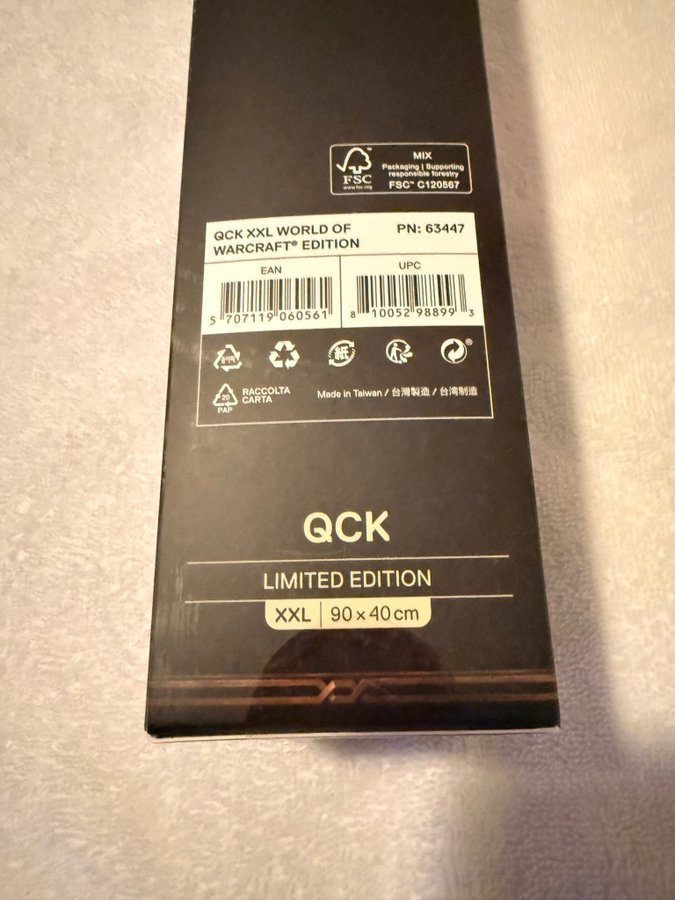 MIX
Packaging | Supporting
responsible forestry
FSC™ C120567
FSC
www.fsc.org
QCK XXL WORLD OF
WARCRAFT® EDITION
PN: 63447
EAN
UPC
5 707119 060561
8 10052 98899 3
紙
RACCOLTA
CARTA
20
PAP
Made in Taiwan / 台灣製造 / 台湾制造
QCK
LIMITED EDITION
XXL | 90 × 40 cm